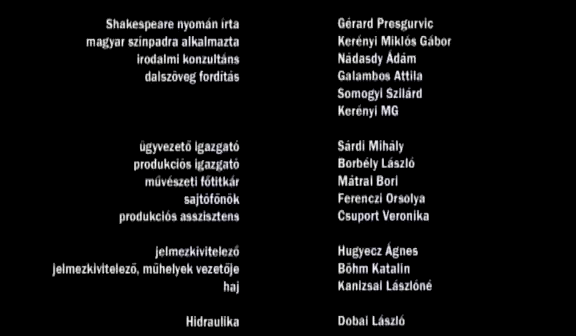 Shakespeare nyomán írta Gérard Presgurvic
magyar színpadra alkalmazta Kerényi Miklós Gábor
irodalmi konzultáns Nádasdy Ádám
dalszöveg fordítás Galambos Attila
Somogyi Szilárd
Kerényi MG
ügyvezető igazgató Sárdi Mihály
produkciós igazgató Borbély László
művészeti főtitkár Mátrai Bori
sajtófőnök Ferenczi Orsolya
produkciós asszisztens Csuport Veronika
jelmezkivitelező Hugyecz Ágnes
jelmezkivitelező, műhelyek vezetője Bőhm Katalin
haj Kanizsai Lászlóné
Hidraulika Dobai László